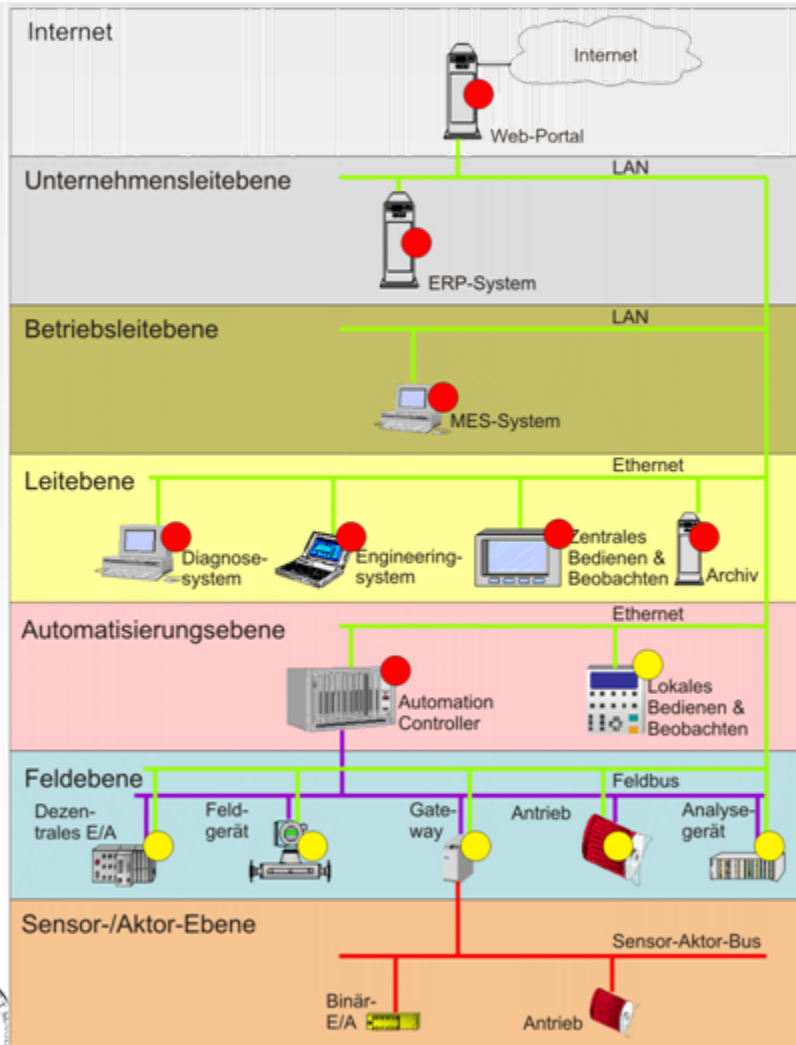 Internet
Internet
Web-Portal
LAN
Unternehmensleitebene
ERP-System
LAN
Betriebsleitebene
MES-System
Ethernet
Leitebene
Diagnose-
system
Engineering-
system
Zentrales
Bedienen &
Beobachten
Archiv
Ethernet
Automatisierungsebene
Automation
Controller
Lokales
Bedienen &
Beobachten
Feldebene
Feldbus
Dezen-
trales E/A
Feld-
gerät
Gate-
way
Antrieb
Analyse-
gerät
Sensor-/Aktor-Ebene
Sensor-Aktor-Bus
Binär-
E/A
Antrieb